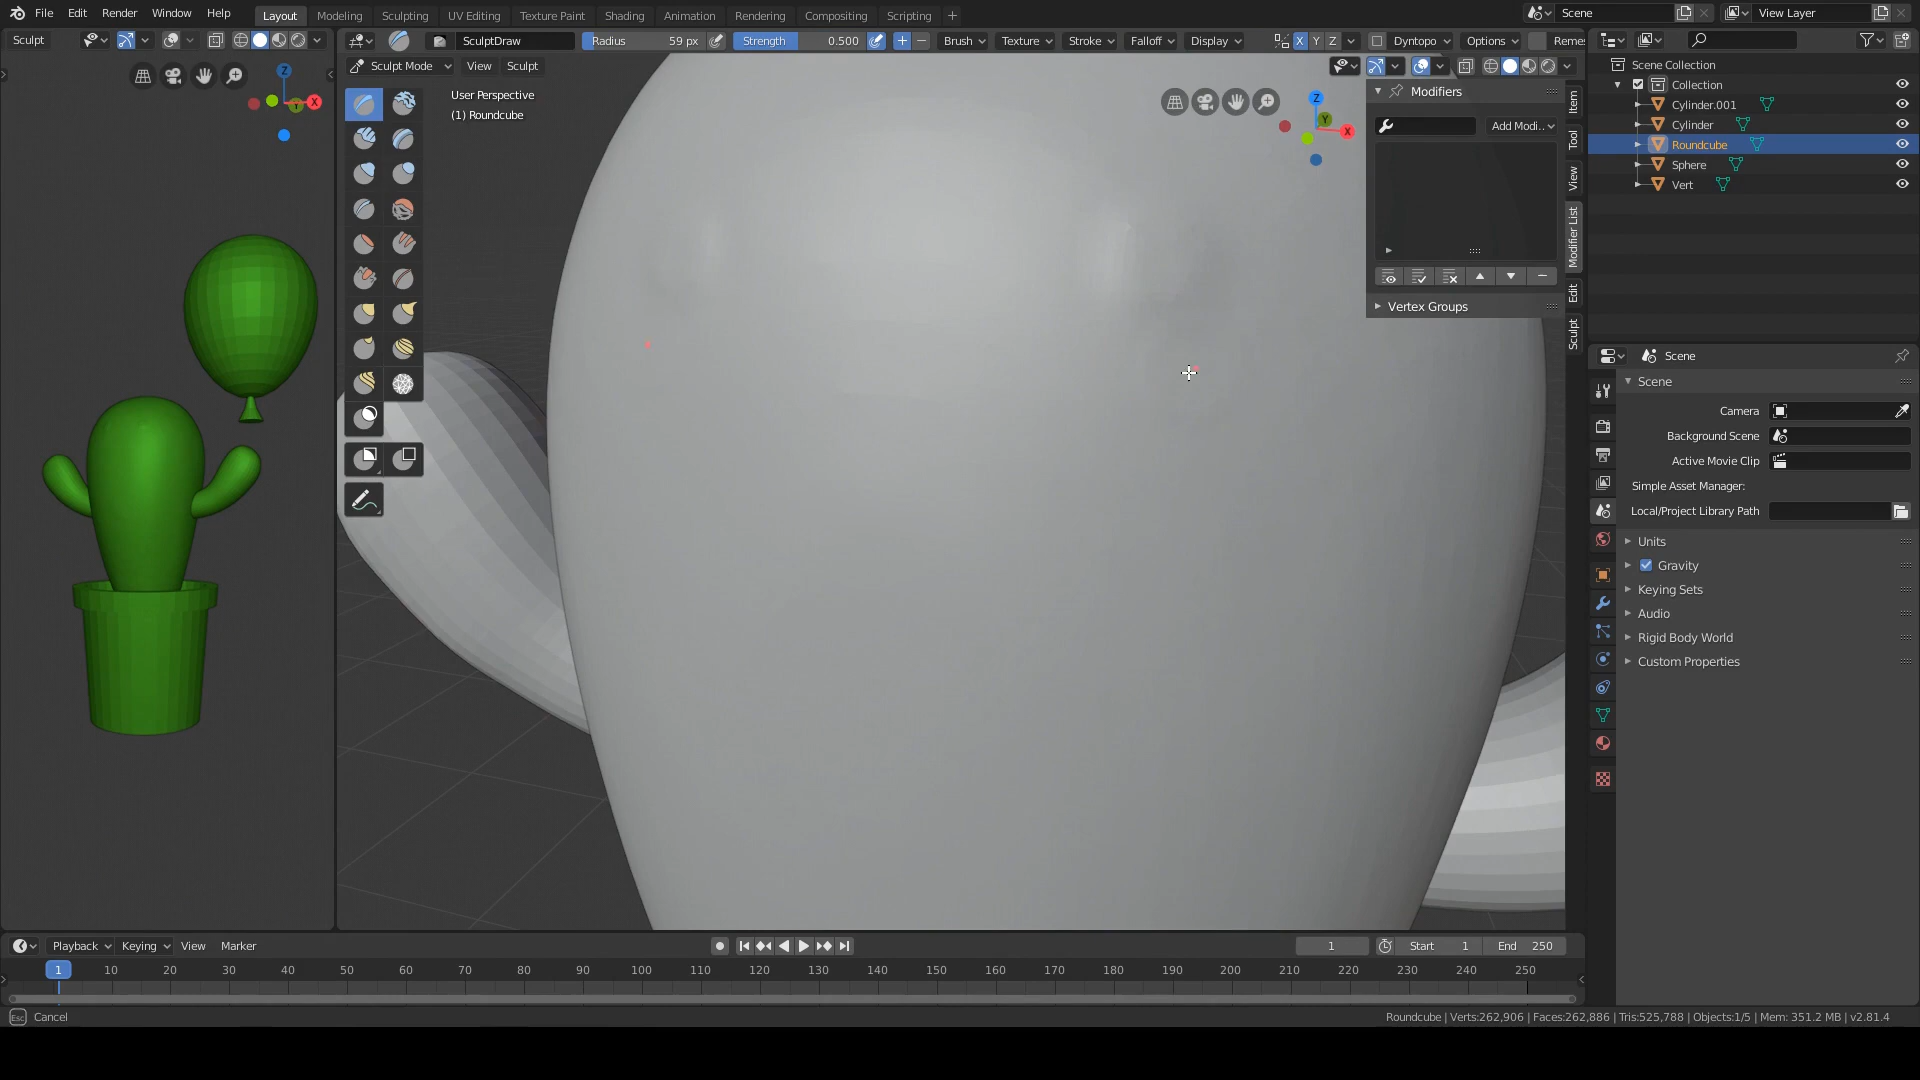 File Edit Render Window Help Layout Modeling Sculpting UV Editing Texture Paint Shading Animation Rendering Compositing Scripting + Scene View Layer
Sculpt SculptDraw Radius 59 px Strength 0.500 Brush Texture Stroke Falloff Display X Y Z Dyntopo Options Remes
Sculpt Mode View Sculpt
Scene Collection
Collection
Cylinder.001
Cylinder
Roundcube
Sphere
Vert
User Perspective
(1) Roundcube
Z
X
Y
Z
Y
X
Modifiers
Add Modi..
Vertex Groups
Item
Tool
View
Modifier List
Edit
Sculpt
Scene
Scene
Camera
Background Scene
Active Movie Clip
Simple Asset Manager:
Local/Project Library Path
Units
Gravity
Keying Sets
Audio
Rigid Body World
Custom Properties
Playback Keying View Marker 1 Start 1 End 250
1 10 20 30 40 50 60 70 80 90 100 110 120 130 140 150 160 170 180 190 200 210 220 230 240 250
Esc Cancel Roundcube | Verts:262,906 | Faces:262,886 | Tris:525,788 | Objects:1/5 | Mem: 351.2 MB | v2.81.4